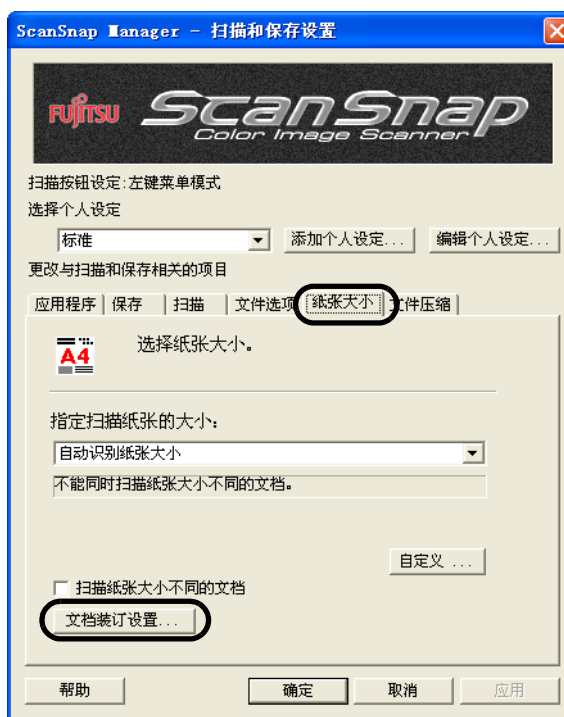 ScanSnap Manager - 扫描和保存设置
FUJITSU ScanSnap
Color Image Scanner
扫描按钮设定:左键菜单模式
选择个人设定
标准 添加个人设定... 编辑个人设定...
更改与扫描和保存相关的项目
应用程序 保存 扫描 文件选项 纸张大小 文件压缩
A4 选择纸张大小。
指定扫描纸张的大小:
自动识别纸张大小
不能同时扫描纸张大小不同的文档。
自定义 ...
扫描纸张大小不同的文档
文档装订设置...
帮助 确定 取消 应用